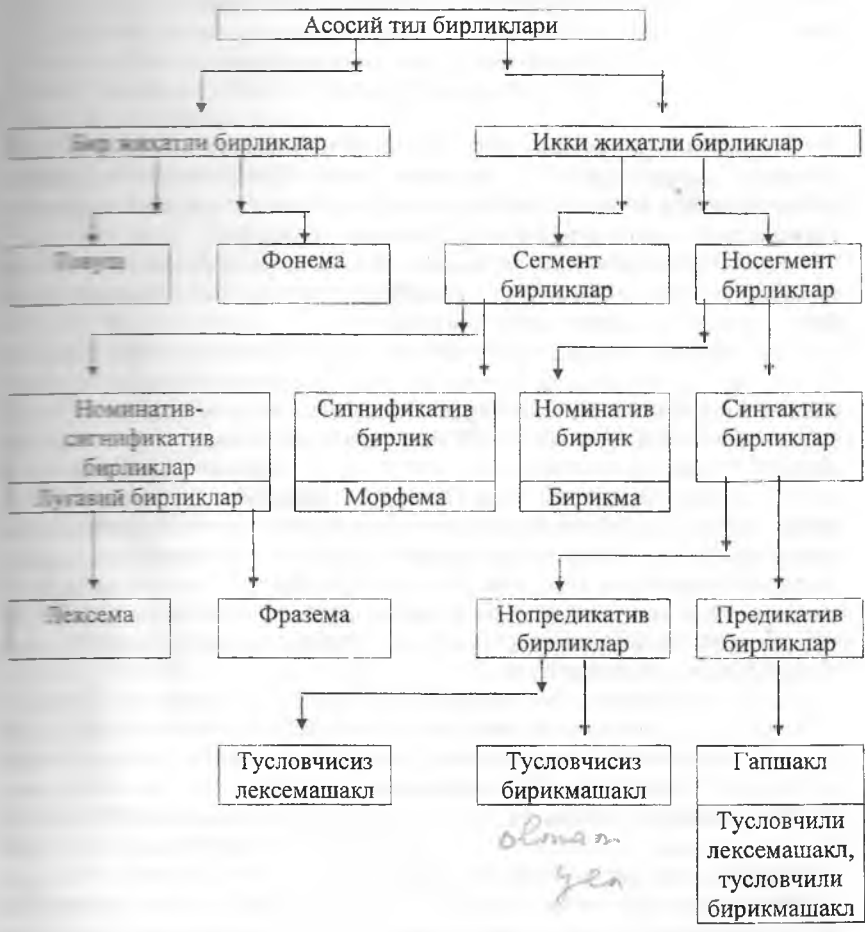 Асосий тил бирликлари
Бир жиҳатли бирликлар
Икки жиҳатли бирликлар
Товуш
Фонема
Сегмент
бирликлар
Носегмент
бирликлар
Номинатив-
сигнификатив
бирликлар
Луғавий бирликлар
Сигнификатив
бирлик
Морфема
Номинатив
бирлик
Бирикма
Синтактик
бирликлар
Лексема
Фразема
Нопредикатив
бирликлар
Предикатив
бирликлар
Тусловчисиз
лексемашакл
Тусловчисиз
бирикмашакл
Гапшакл
Тусловчили
лексемашакл,
тусловчили
бирикмашакл